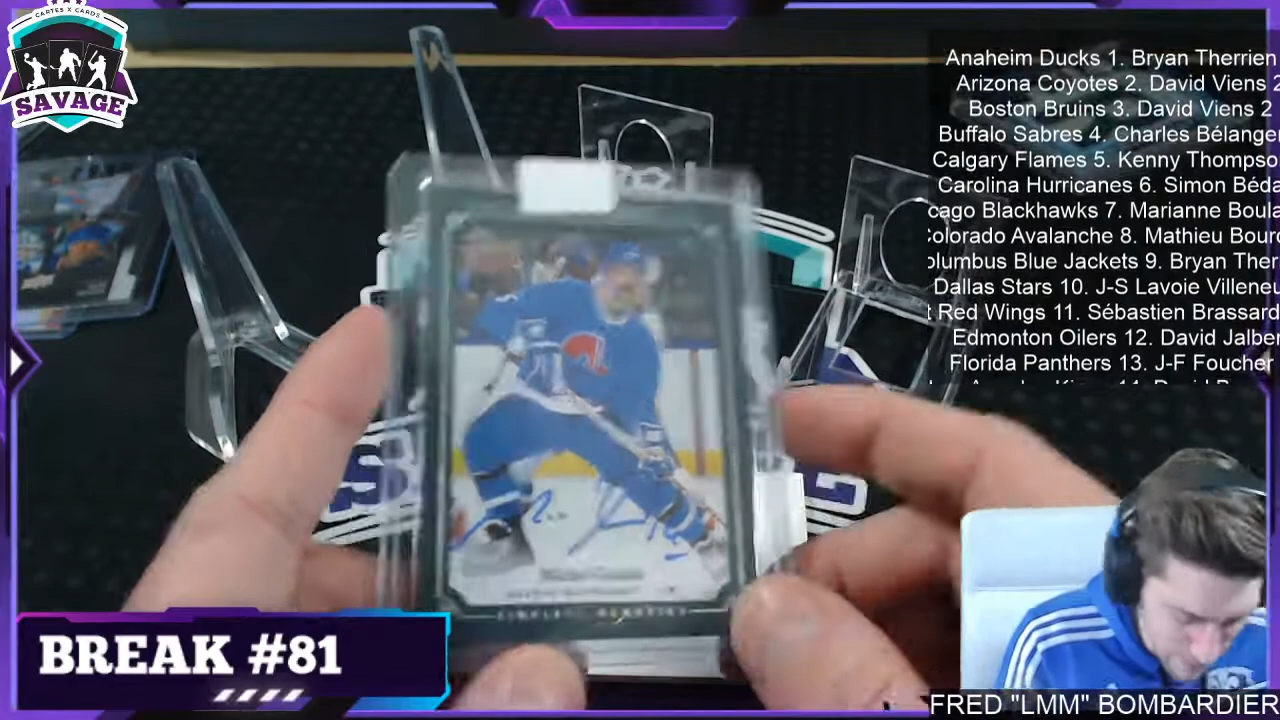 CARTES X CARDS
SAVAGE
Anaheim Ducks 1. Bryan Therrien
Arizona Coyotes 2. David Viens 2
Boston Bruins 3. David Viens 2
Buffalo Sabres 4. Charles Bélanger
Calgary Flames 5. Kenny Thompso
Carolina Hurricanes 6. Simon Béda
cago Blackhawks 7. Marianne Boula
Colorado Avalanche 8. Mathieu Bourd
olumbus Blue Jackets 9. Bryan Ther
Dallas Stars 10. J-S Lavoie Villeneu
t Red Wings 11. Sébastien Brassard
Edmonton Oilers 12. David Jalber
Florida Panthers 13. J-F Foucher
BREAK #81
FRED "LMM" BOMBARDIER